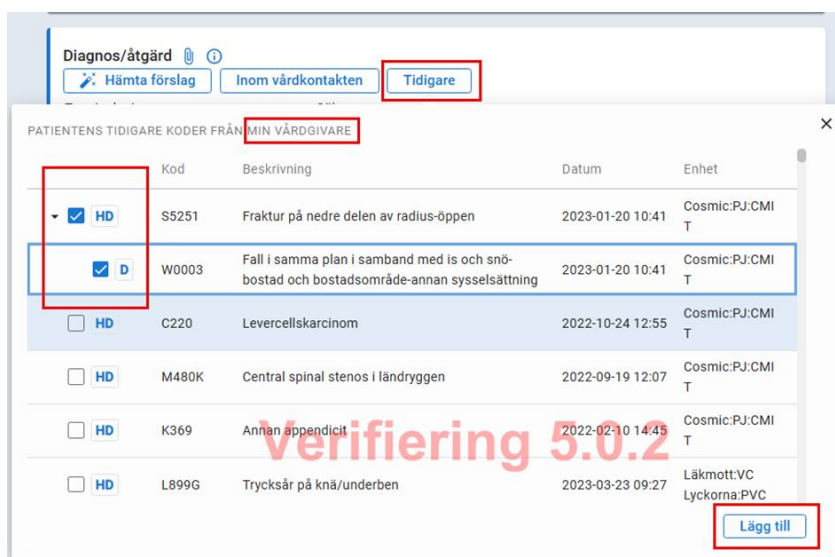 Diagnos/åtgärd
Hämta förslag Inom vårdkontakten Tidigare
PATIENTENS TIDIGARE KODER FRÅN MIN VÅRDGIVARE
Kod Beskrivning Datum Enhet
HD S5251 Fraktur på nedre delen av radius-öppen 2023-01-20 10:41 Cosmic:PJ:CMI
T
D W0003 Fall i samma plan i samband med is och snö-
bostad och bostadsområde-annan sysselsättning 2023-01-20 10:41 Cosmic:PJ:CMI
T
HD C220 Levercellskarcinom 2022-10-24 12:55 Cosmic:PJ:CMI
T
HD M480K Central spinal stenos i ländryggen 2022-09-19 12:07 Cosmic:PJ:CMI
T
HD K369 Annan appendicit 2022-02-10 14:45 Cosmic:PJ:CMI
T
Verifiering 5.0.2
HD L899G Trycksår på knä/underben 2023-03-23 09:27 Läkmott:VC
Lyckorna:PVC
Lägg till